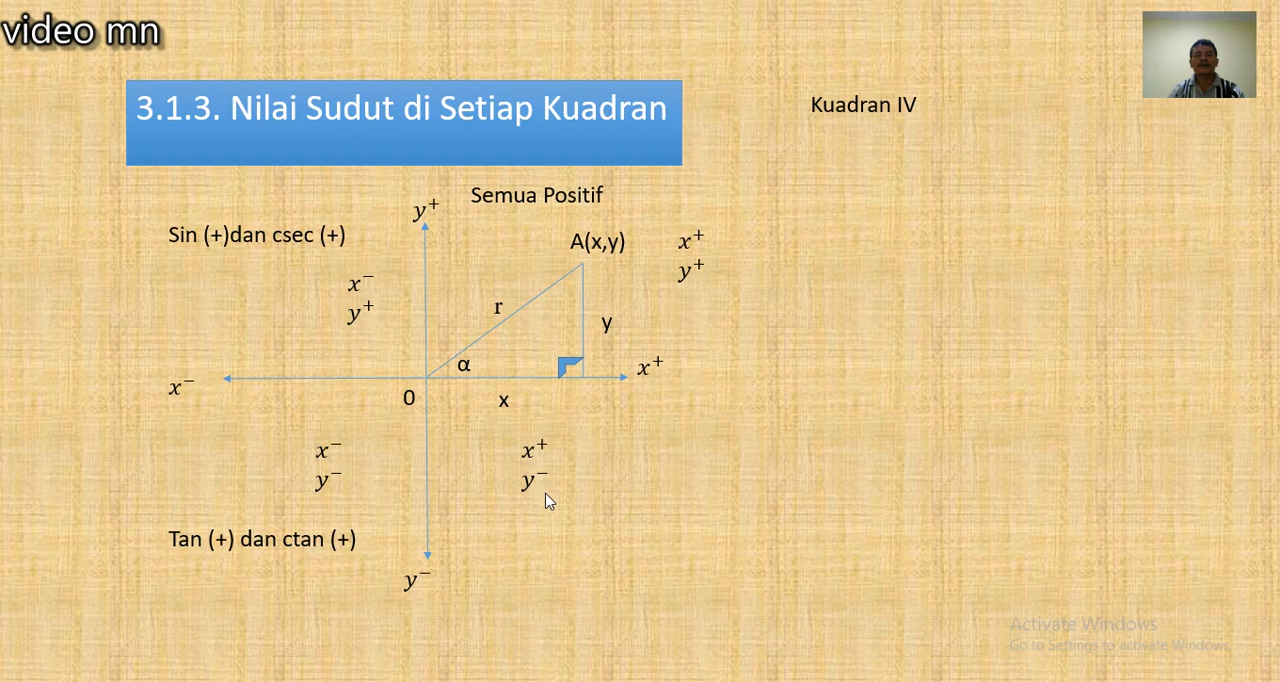 video mn
3.1.3. Nilai Sudut di Setiap Kuadran
Kuadran IV
Semua Positif
y⁺
Sin (+)dan csec (+)
A(x,y)
x⁺
y⁺
x⁻
y⁺
r
y
α
x⁺
x⁻
0
x
x⁻
y⁻
x⁺
y⁻
Tan (+) dan ctan (+)
y⁻
Activate Windows
Go to Settings to activate Windows.